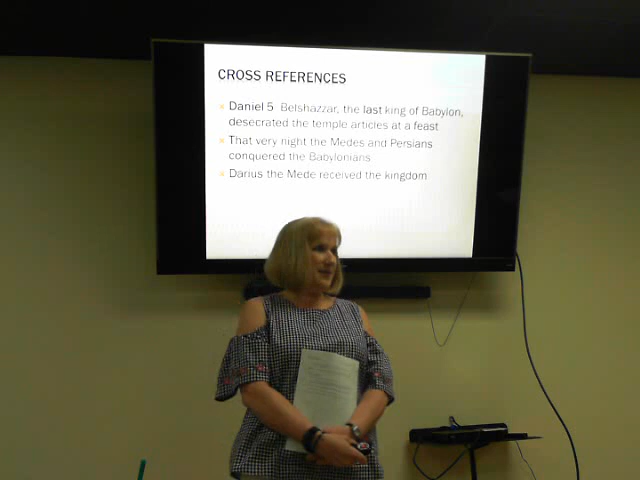 CROSS REFERENCES
Daniel 5 Belshazzar, the last king of Babylon,
desecrated the temple articles at a feast
That very night the Medes and Persians
conquered the Babylonians
Darius the Mede received the kingdom